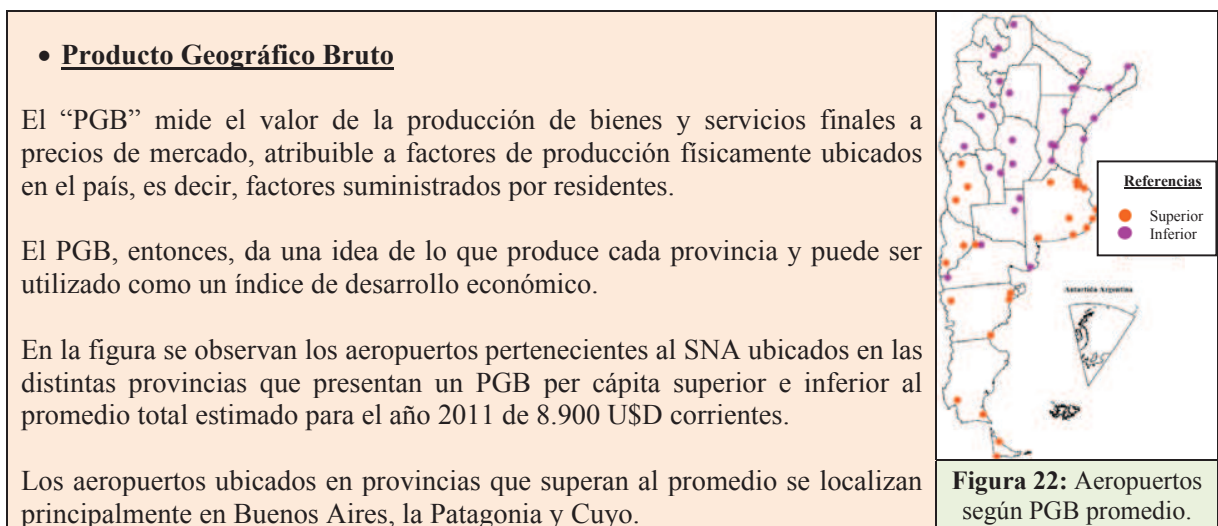 • Producto Geográfico Bruto
El “PGB” mide el valor de la producción de bienes y servicios finales a
precios de mercado, atribuible a factores de producción físicamente ubicados
en el país, es decir, factores suministrados por residentes.
El PGB, entonces, da una idea de lo que produce cada provincia y puede ser
utilizado como un índice de desarrollo económico.
En la figura se observan los aeropuertos pertenecientes al SNA ubicados en las
distintas provincias que presentan un PGB per cápita superior e inferior al
promedio total estimado para el año 2011 de 8.900 U$D corrientes.
Los aeropuertos ubicados en provincias que superan al promedio se localizan
principalmente en Buenos Aires, la Patagonia y Cuyo.
Referencias
Superior
Inferior
Antartida Argentina
Figura 22: Aeropuertos
según PGB promedio.